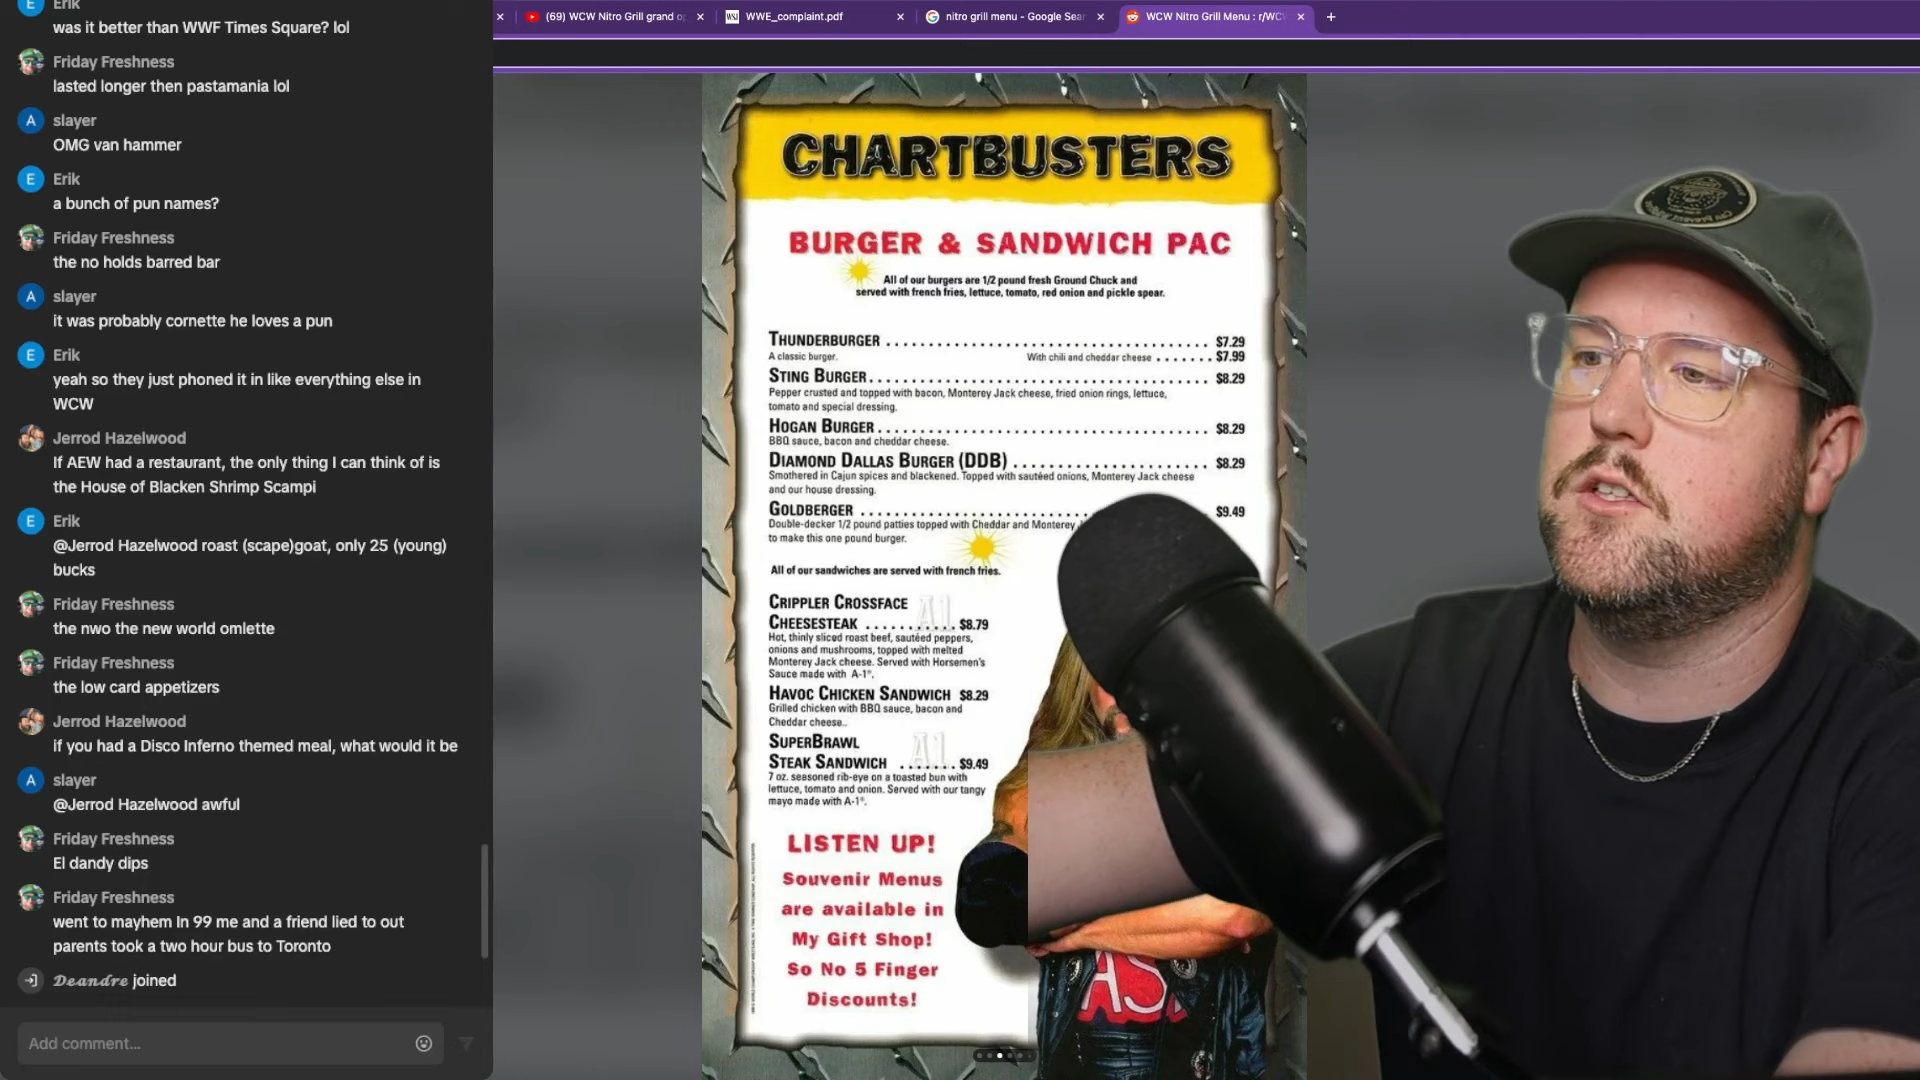 Erik
was it better than WWF Times Square? lol
Friday Freshness
lasted longer then pastamania lol
A
slayer
OMG van hammer
E
Erik
a bunch of pun names?
Friday Freshness
the no holds barred bar
A
slayer
it was probably cornette he loves a pun
E
Erik
yeah so they just phoned it in like everything else in
WCW
Jerrod Hazelwood
If AEW had a restaurant, the only thing I can think of is
the House of Blacken Shrimp Scampi
E
Erik
@Jerrod Hazelwood roast (scape)goat, only 25 (young)
bucks
Friday Freshness
the nwo the new world omlette
Friday Freshness
the low card appetizers
Jerrod Hazelwood
if you had a Disco Inferno themed meal, what would it be
A
slayer
@Jerrod Hazelwood awful
Friday Freshness
El dandy dips
Friday Freshness
went to mayhem In 99 me and a friend lied to out
parents took a two hour bus to Toronto
Deandre joined
Add comment...
(69) WCW Nitro Grill grand o
WSJ
WWE_complaint.pdf
nitro grill menu - Google Sear
WCW Nitro Grill Menu : r/WC
CHARTBUSTERS
BURGER & SANDWICH PAC
All of our burgers are 1/2 pound fresh Ground Chuck and
served with french fries, lettuce, tomato, red onion and pickle spear.
THUNDERBURGER $7.29
A classic burger. With chili and cheddar cheese $7.99
STING BURGER $8.29
Pepper crusted and topped with bacon, Monterey Jack cheese, fried onion rings, lettuce,
tomato and special dressing.
HOGAN BURGER $8.29
BBQ sauce, bacon and cheddar cheese.
DIAMOND DALLAS BURGER (DDB) $8.29
Smothered in Cajun spices and blackened. Topped with sautéed onions, Monterey Jack cheese
and our house dressing.
GOLDBERGER $9.49
Double-decker 1/2 pound patties topped with Cheddar and Monterey
to make this one pound burger.
All of our sandwiches are served with french fries.
CRIPPLER CROSSFACE
CHEESESTEAK $8.79
Hot, thinly sliced roast beef, sautéed peppers,
onions and mushrooms, topped with melted
Monterey Jack cheese. Served with Horsemen's
Sauce made with A-1®.
HAVOC CHICKEN SANDWICH $8.29
Grilled chicken with BBQ sauce, bacon and
Cheddar cheese..
SUPERBRAWL
STEAK SANDWICH $9.49
7 oz. seasoned rib-eye on a toasted bun with
lettuce, tomato and onion. Served with our tangy
mayo made with A-1®.
A1
A1
LISTEN UP!
Souvenir Menus
are available in
My Gift Shop!
So No 5 Finger
Discounts!